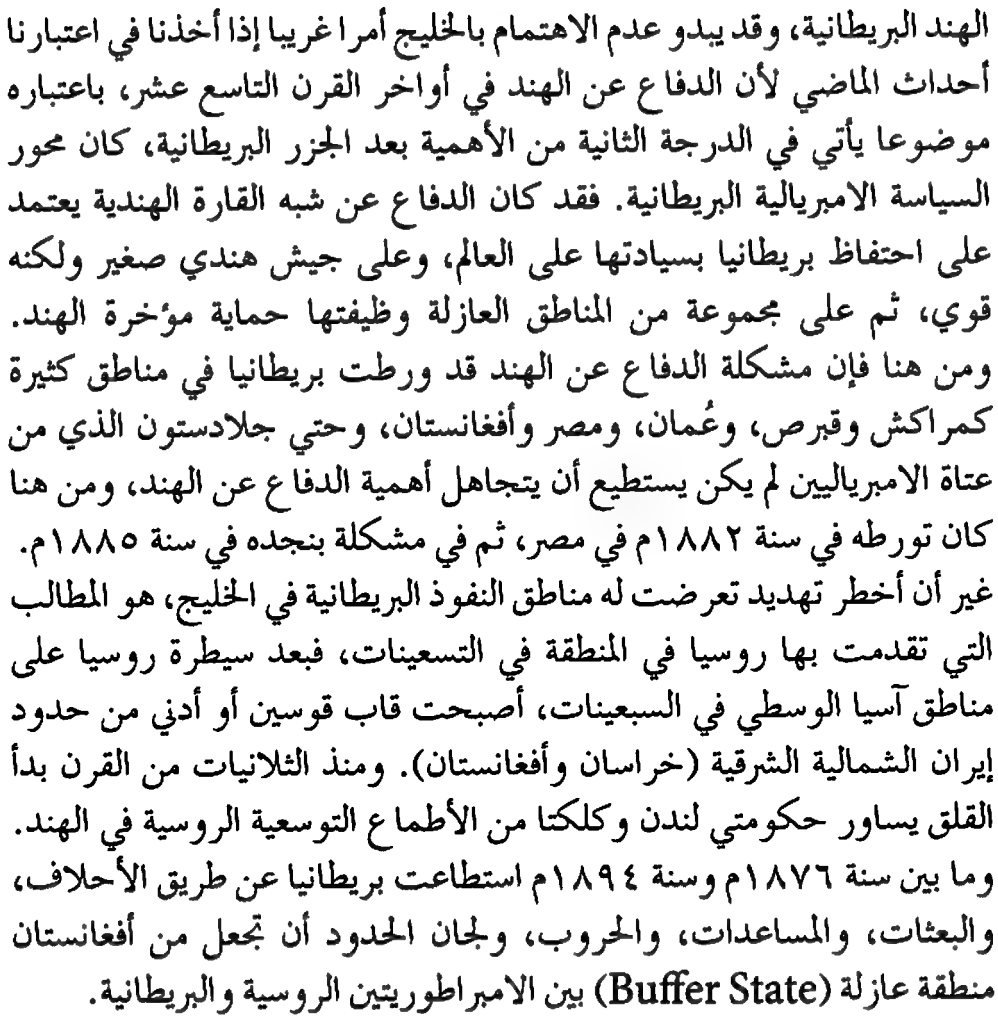 الهند البريطانية، وقد يبدو عدم الاهتمام بالخليج أمرا غريبا إذا أخذنا في اعتبارنا
أحداث الماضي لأن الدفاع عن الهند في أواخر القرن التاسع عشر، باعتباره
موضوعا يأتي في الدرجة الثانية من الأهمية بعد الجزر البريطانية، كان محور
السياسة الامبريالية البريطانية. فقد كان الدفاع عن شبه القارة الهندية يعتمد
على احتفاظ بريطانيا بسيادتها على العالم، وعلى جيش هندي صغير ولكنه
قوي، ثم على مجموعة من المناطق العازلة وظيفتها حماية مؤخرة الهند.
ومن هنا فإن مشكلة الدفاع عن الهند قد ورطت بريطانيا في مناطق كثيرة
كمراكش وقبرص، وعُمان، ومصر وأفغانستان، وحتي جلادستون الذي من
عتاة الامبرياليين لم يكن يستطيع أن يتجاهل أهمية الدفاع عن الهند، ومن هنا
كان تورطه في سنة ١٨٨٢م في مصر، ثم في مشكلة بنجده في سنة ١٨٨٥م.
غير أن أخطر تهديد تعرضت له مناطق النفوذ البريطانية في الخليج، هو المطالب
التي تقدمت بها روسيا في المنطقة في التسعينات، فبعد سيطرة روسيا على
مناطق آسيا الوسطي في السبعينات، أصبحت قاب قوسين أو أدني من حدود
إيران الشمالية الشرقية (خراسان وأفغانستان). ومنذ الثلانيات من القرن بدأ
القلق يساور حكومتي لندن وكلكتا من الأطماع التوسعية الروسية في الهند.
وما بين سنة ١٨٧٦م وسنة ١٨٩٤م استطاعت بريطانيا عن طريق الأحلاف،
والبعثات، والمساعدات، والحروب، ولجان الحدود أن تجعل من أفغانستان
منطقة عازلة (Buffer State) بين الامبراطوريتين الروسية والبريطانية.